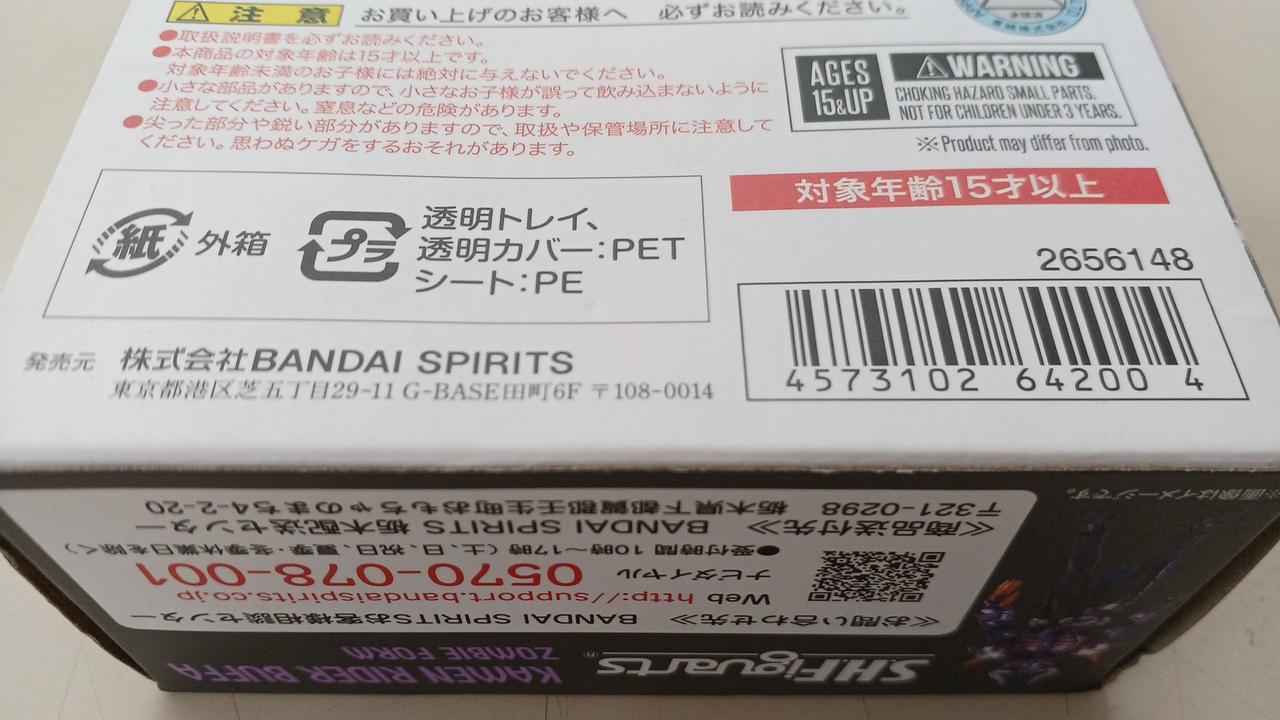 注意 お買い上げのお客様へ 必ずお読みください。
●取扱説明書を必ずお読みください。
●本商品の対象年齢は15才以上です。
対象年齢未満のお子様には絶対に与えないでください。
●小さな部品がありますので、小さなお子様が誤って飲み込まないように
注意してください。窒息などの危険があります。
●尖った部分や鋭い部分がありますので、取扱や保管場所に注意して
ください。思わぬケガをするおそれがあります。
東映株式会社
AGES
15&UP
WARNING
CHOKING HAZARD SMALL PARTS.
NOT FOR CHILDREN UNDER 3 YEARS.
※Product may differ from photo.
対象年齢15才以上
紙 外箱
プラ 透明トレイ、
透明カバー:PET
シート:PE
2656148
4573102 64200 4
発売元 株式会社BANDAI SPIRITS
東京都港区芝五丁目29-11 G-BASE田町6F 〒108-0014
S.H.Figuarts
KAMEN RIDER BUFFA
ZOMBIE FORM
≪お問い合わせ先≫ BANDAI SPIRITSお客様相談センター
Web http://support.bandaispirits.co.jp
ナビダイヤル 0570-078-001
●受付時間 10時〜17時(土、日、祝日、夏季・冬季休業日を除く)
≪商品送付先≫ BANDAI SPIRITS 栃木配送センター
〒321-0298 栃木県下都賀郡壬生町おもちゃのまち4-2-20
※画像はイメージです。